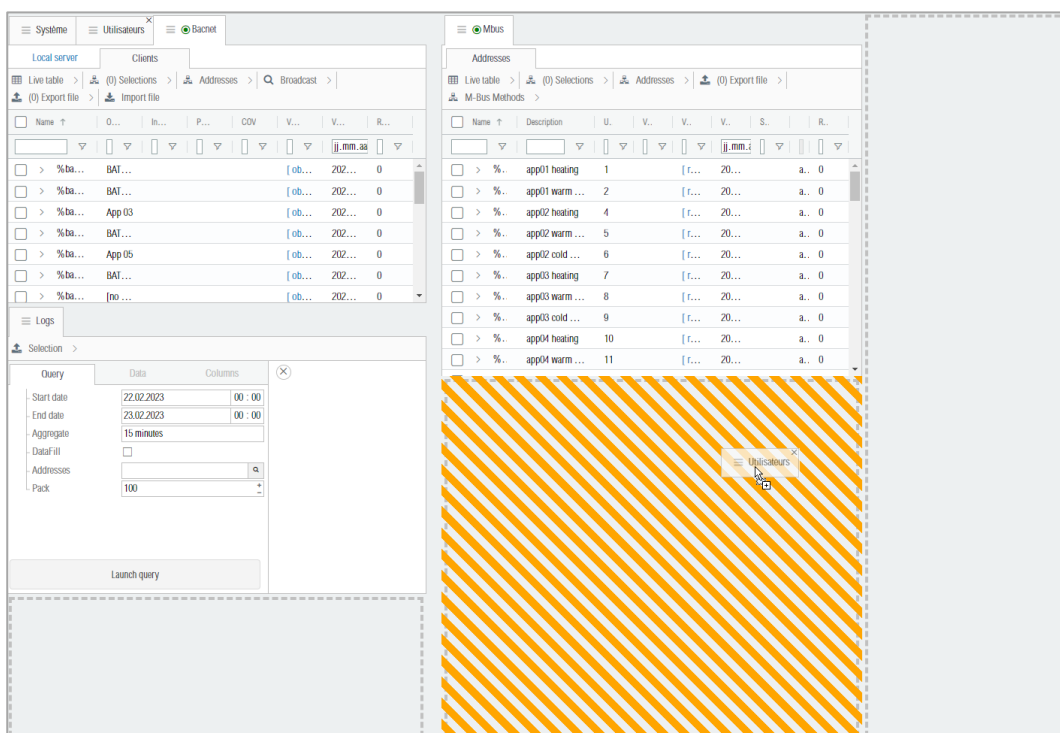 Système Utilisateurs × Bacnet
Local server Clients
Live table > (0) Selections > Addresses > Broadcast >
(0) Export file > Import file
Name ↑ O... In... P... COV V... V... R...
jj.mm.aa
> %ba... BAT... [ ob... 202... 0
> %ba... BAT... [ ob... 202... 0
> %ba... App 03 [ ob... 202... 0
> %ba... BAT... [ ob... 202... 0
> %ba... App 05 [ ob... 202... 0
> %ba... BAT... [ ob... 202... 0
> %ba... [no ... [ ob... 202... 0
Logs
Selection >
Query Data Columns
Start date 22.02.2023 00 : 00
End date 23.02.2023 00 : 00
Aggregate 15 minutes
DataFill
Addresses
Pack 100
Launch query
Mbus
Addresses
Live table > (0) Selections > Addresses > (0) Export file >
M-Bus Methods >
Name ↑ Description U.. V... V... V... S... R...
jj.mm.a
> %.. app01 heating 1 [ r... 20... a.. 0
> %.. app01 warm ... 2 [ r... 20... a.. 0
> %.. app02 heating 4 [ r... 20... a.. 0
> %.. app02 warm ... 5 [ r... 20... a.. 0
> %.. app02 cold ... 6 [ r... 20... a.. 0
> %.. app03 heating 7 [ r... 20... a.. 0
> %.. app03 warm ... 8 [ r... 20... a.. 0
> %.. app03 cold ... 9 [ r... 20... a.. 0
> %.. app04 heating 10 [ r... 20... a.. 0
> %.. app04 warm ... 11 [ r... 20... a.. 0
Utilisateurs ×